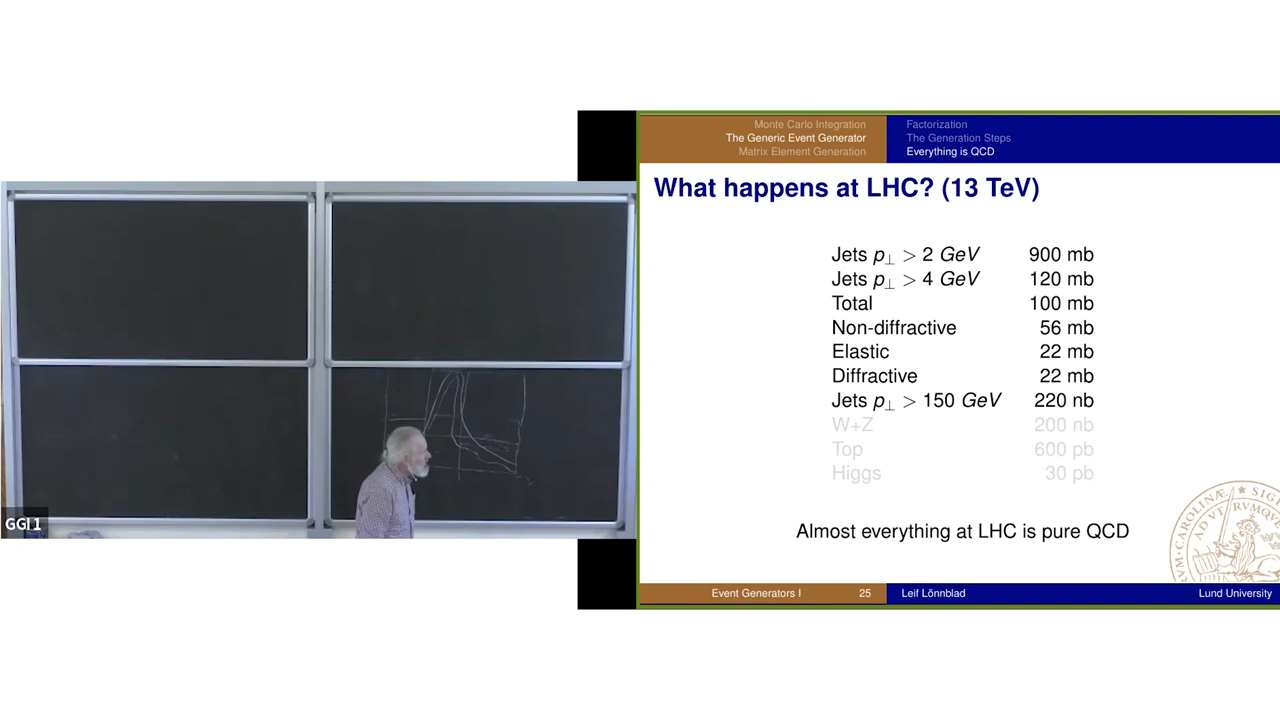 Monte Carlo Integration
The Generic Event Generator
Matrix Element Generation
Factorization
The Generation Steps
Everything is QCD
What happens at LHC? (13 TeV)
Jets p⊥ > 2 GeV 900 mb
Jets p⊥ > 4 GeV 120 mb
Total 100 mb
Non-diffractive 56 mb
Elastic 22 mb
Diffractive 22 mb
Jets p⊥ > 150 GeV 220 nb
W+Z 200 nb
Top 600 pb
Higgs 30 pb
Almost everything at LHC is pure QCD
Event Generators I 25 Leif Lönnblad Lund University
GGI 1